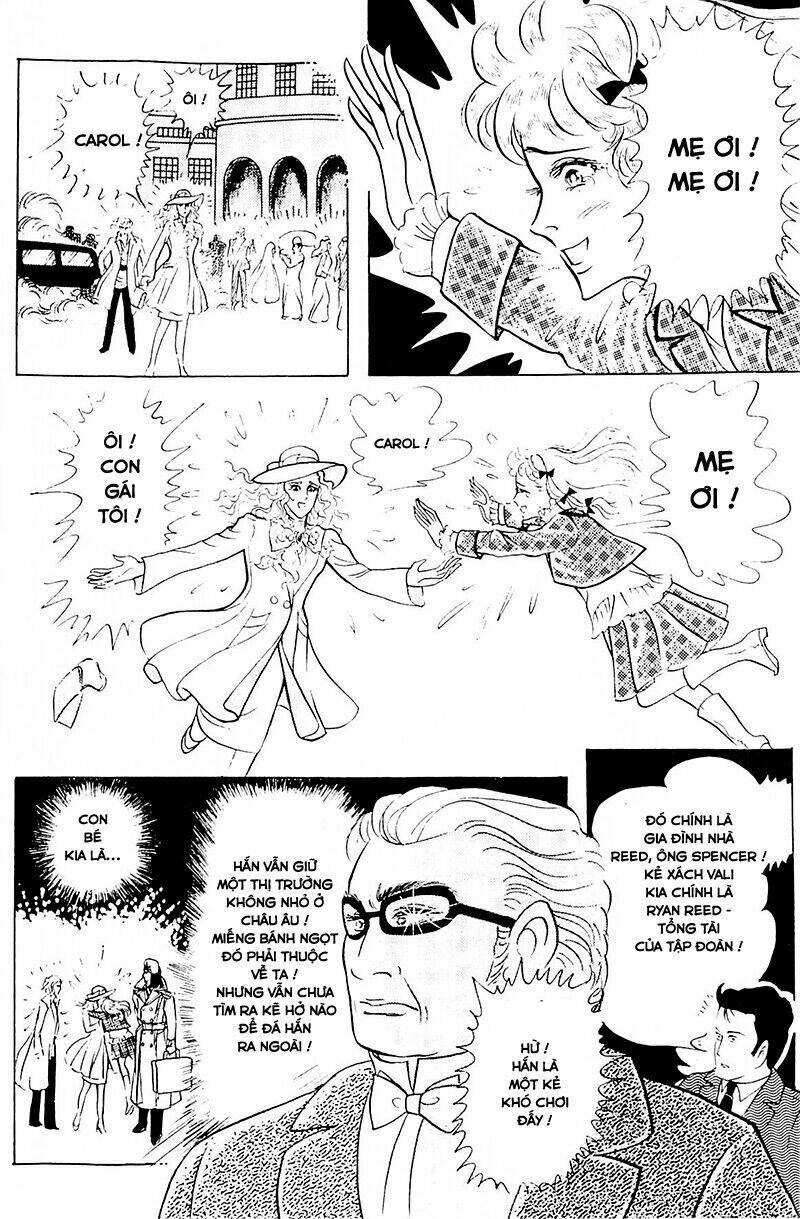 ÔI !
CAROL !
MẸ ƠI !
MẸ ƠI !
ÔI !
CON
GÁI
TÔI !
CAROL !
MẸ
ƠI !
CON
BÉ
KIA LÀ...
HẮN VẪN GIỮ
MỘT THỊ TRƯỜNG
KHÔNG NHỎ Ở
CHÂU ÂU !
MIẾNG BÁNH NGỌT
ĐÓ PHẢI THUỘC
VỀ TA !
NHƯNG VẪN CHƯA
TÌM RA KẼ HỞ NÀO
ĐỂ ĐÁ HẮN
RA NGOÀI !
HỪ !
HẮN LÀ
MỘT KẺ
KHÓ CHƠI
ĐẤY !
ĐÓ CHÍNH LÀ
GIA ĐÌNH NHÀ
REED, ÔNG SPENCER !
KẺ XÁCH VALI
KIA CHÍNH LÀ
RYAN REED -
TỔNG TÀI
CỦA TẬP ĐOÀN !